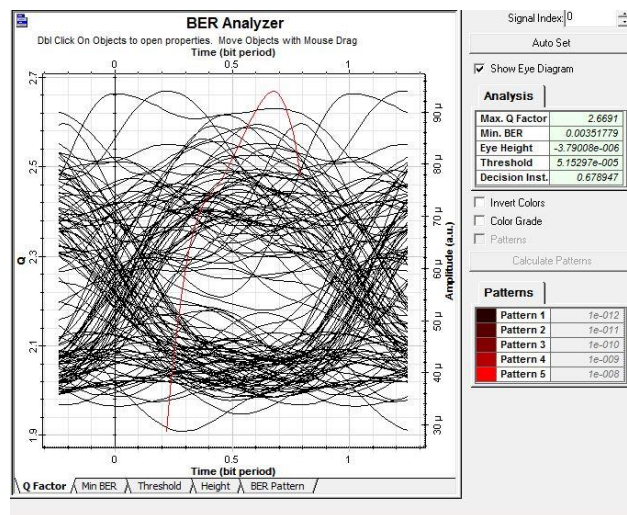 BER Analyzer
Dbl Click On Objects to open properties. Move Objects with Mouse Drag
Time (bit period)
0 0.5 1
2.7
2.5
2.3
2.1
1.9
Q
90 µ
80 µ
70 µ
60 µ
50 µ
40 µ
30 µ
Amplitude (a.u.)
0 0.5 1
Time (bit period)
Q Factor Min BER Threshold Height BER Pattern
Signal Index: 0
Auto Set
Show Eye Diagram
Analysis
Max. Q Factor 2.6691
Min. BER 0.00351779
Eye Height -3.79008e-006
Threshold 5.15297e-005
Decision Inst. 0.678947
Invert Colors
Color Grade
Patterns
Calculate Patterns
Patterns
Pattern 1 1e-012
Pattern 2 1e-011
Pattern 3 1e-010
Pattern 4 1e-009
Pattern 5 1e-008